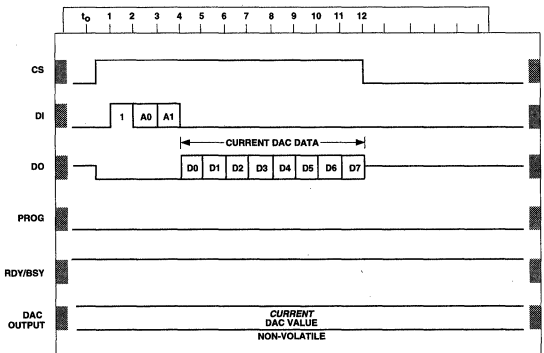 to 1 2 3 4 5 6 7 8 9 10 11 12
CS
DI 1 A0 A1
CURRENT DAC DATA
DO D0 D1 D2 D3 D4 D5 D6 D7
PROG
RDY/BSY
DAC OUTPUT
CURRENT
DAC VALUE
NON-VOLATILE